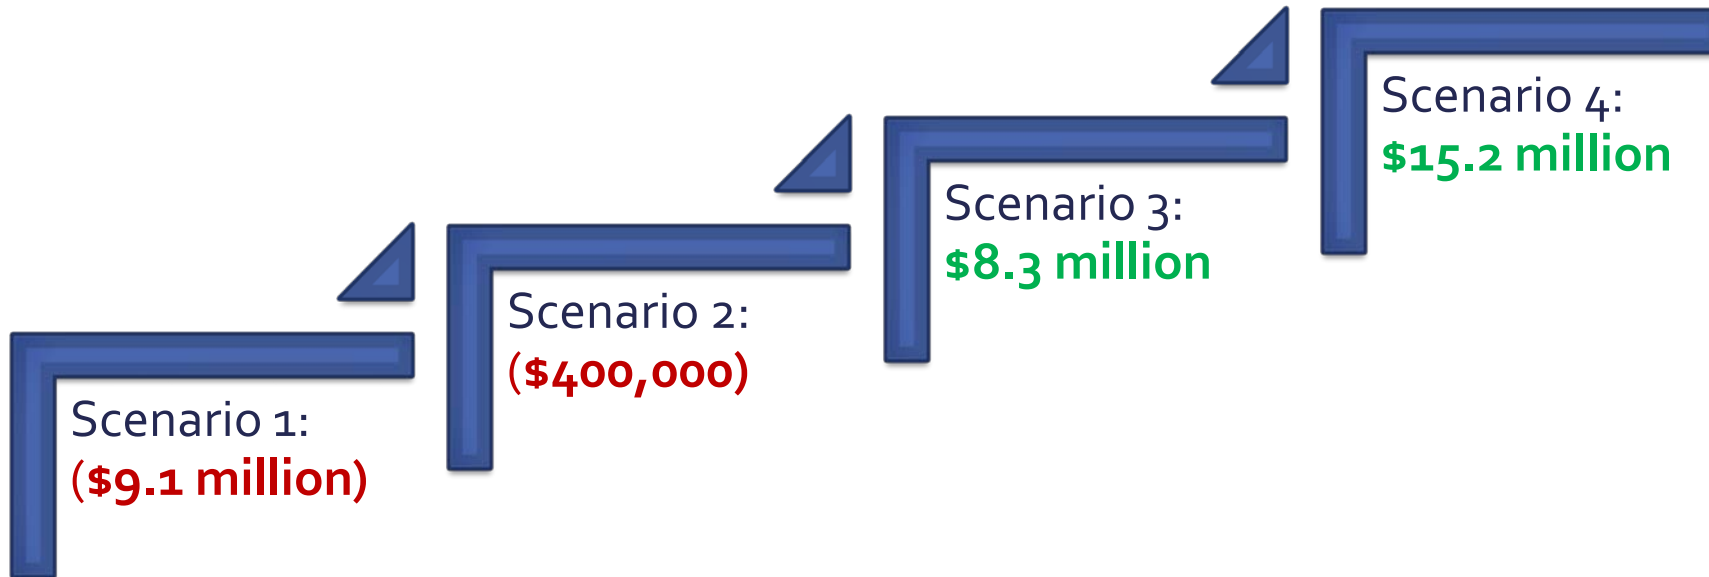 Scenario 1:
($9.1 million)
Scenario 2:
($400,000)
Scenario 3:
$8.3 million
Scenario 4:
$15.2 million